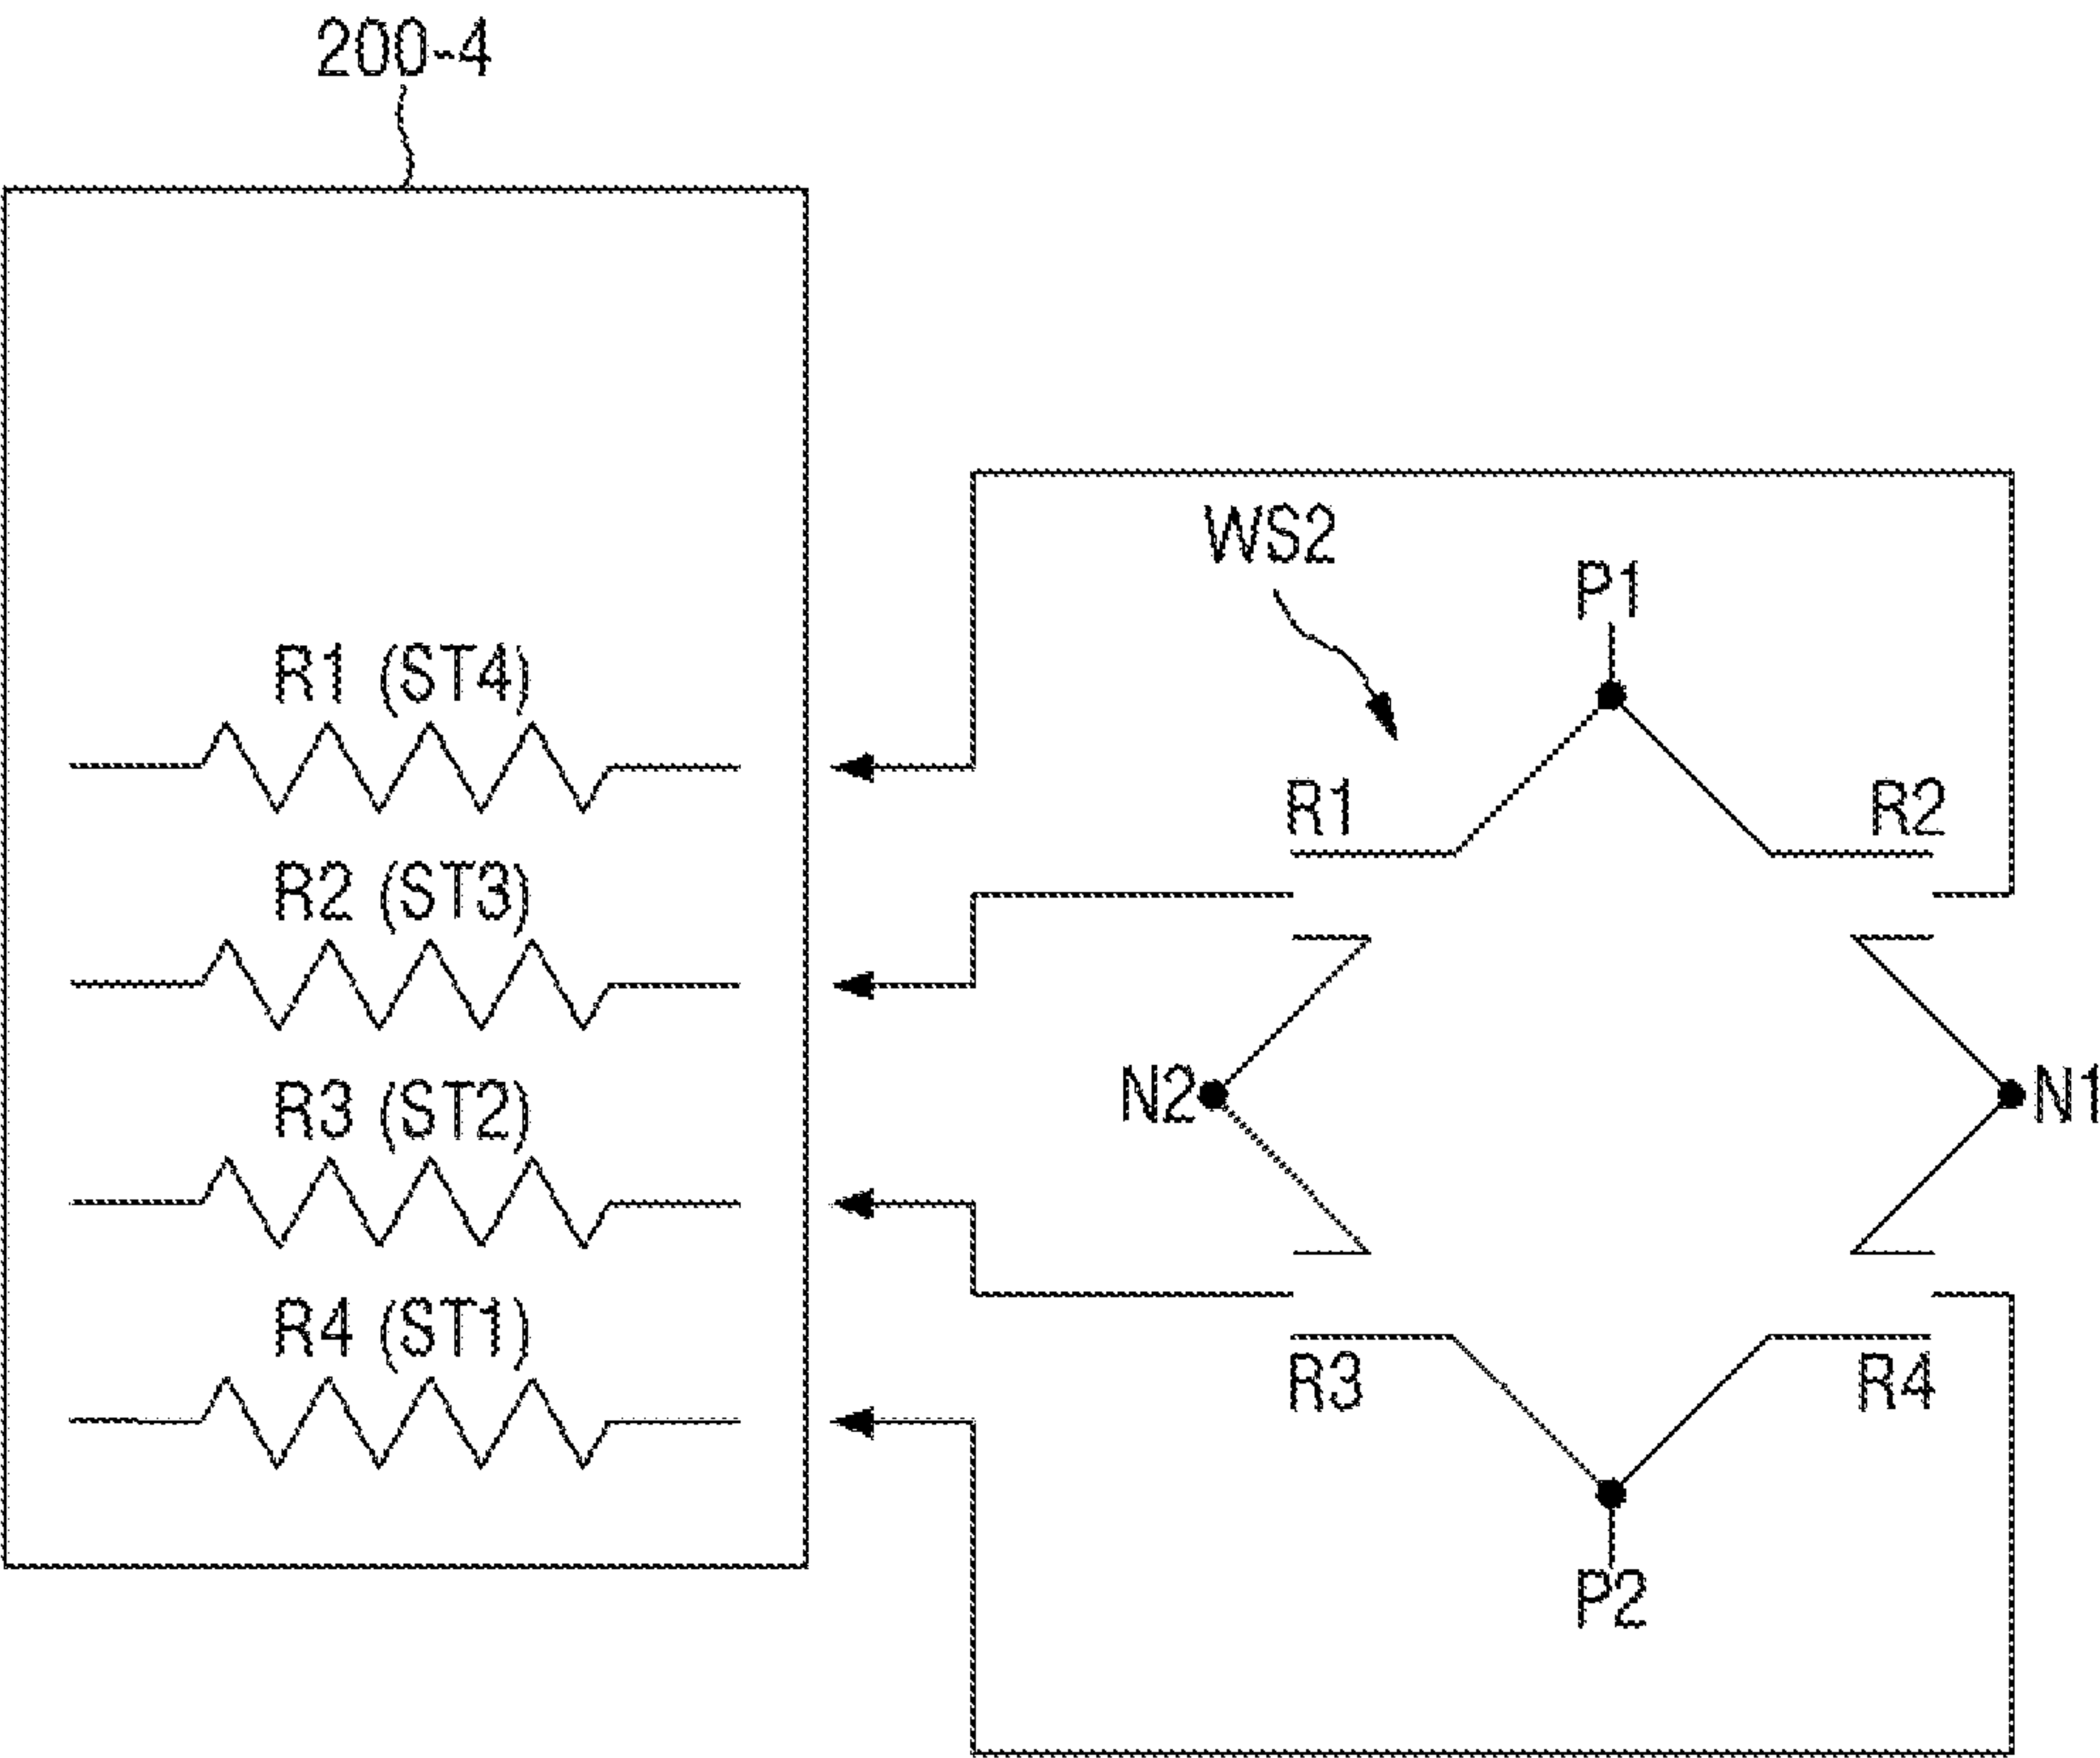 200-4
WS2
P1
R1 (ST4)
R1
R2
R2 (ST3)
R3 (ST2)
N2
N1
R4 (ST1)
R3
R4
P2